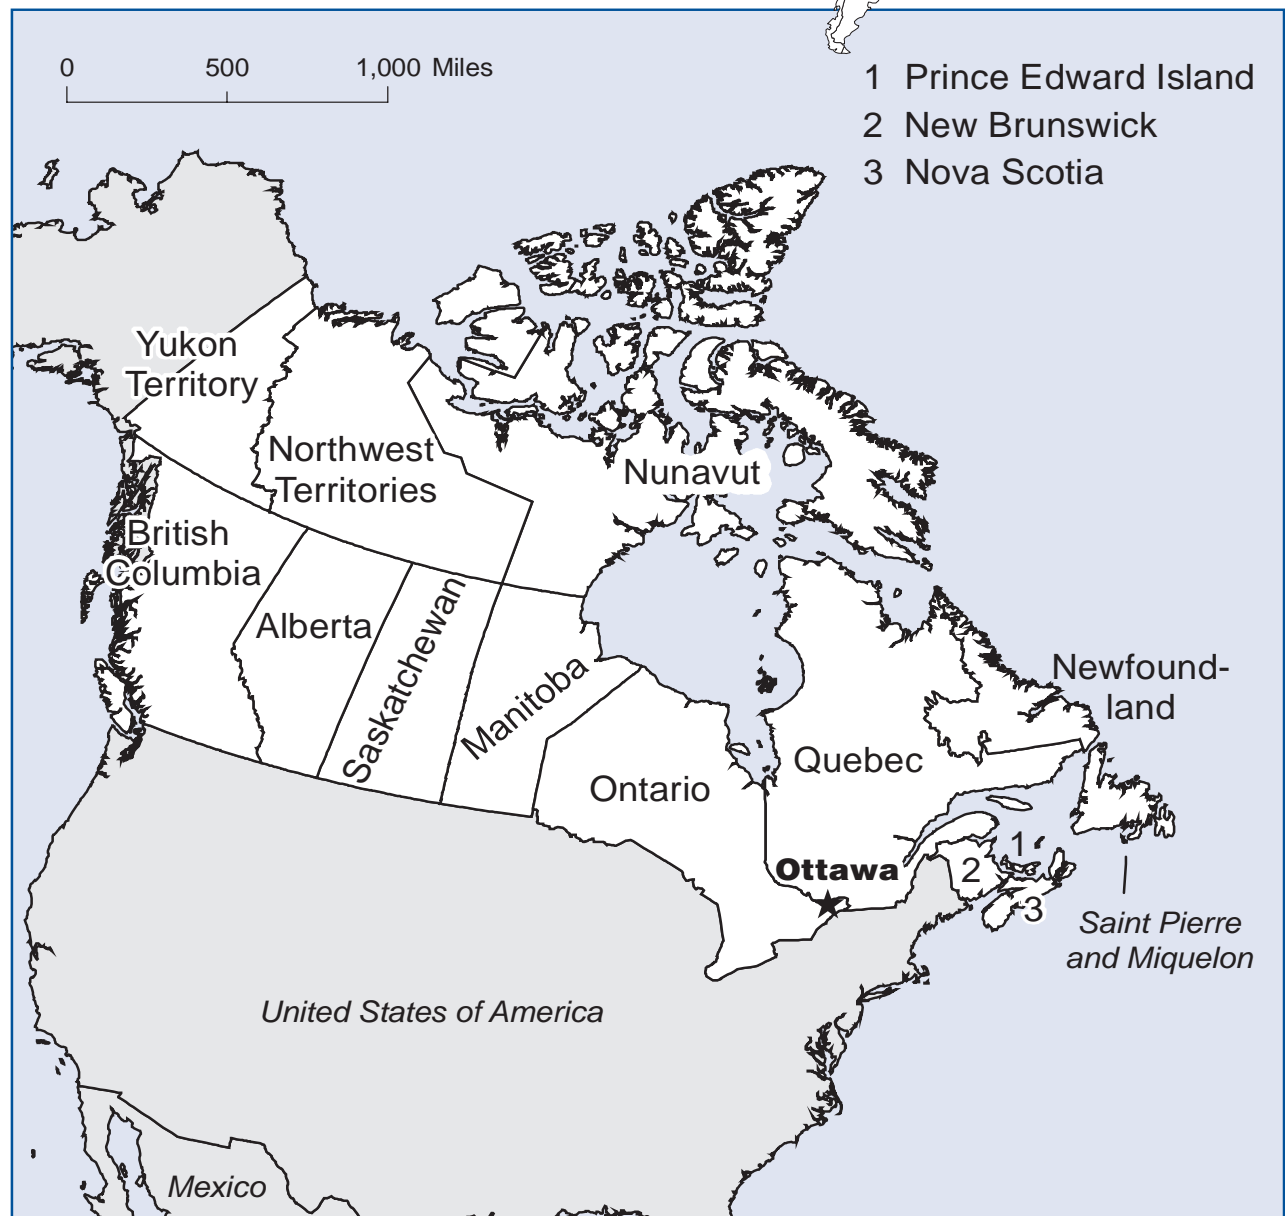 0 500 1,000 Miles
1 Prince Edward Island
2 New Brunswick
3 Nova Scotia
Yukon
Territory
Northwest
Territories
Nunavut
British
Columbia
Alberta
Saskatchewan
Manitoba
Ontario
Quebec
Newfound-
land
Ottawa
1
2
3
Saint Pierre
and Miquelon
United States of America
Mexico